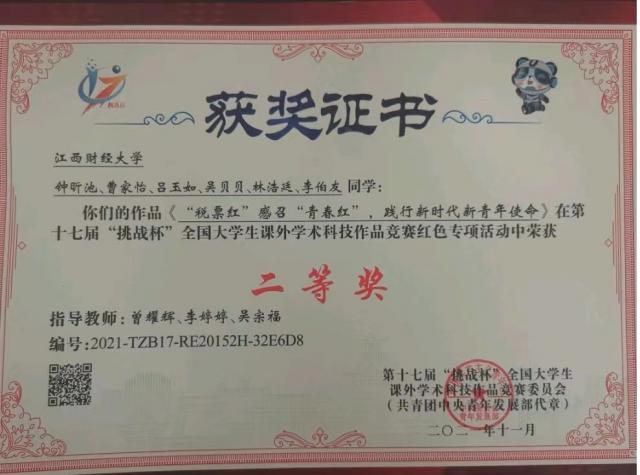 获奖证书
江西财经大学
钟昕池、曹家怡、吕玉如、吴贝贝、林浩廷、李伯友同学：
你们的作品《“税票红”感召“青春红”，践行新时代新青年使命》在第
十七届“挑战杯”全国大学生课外学术科技作品竞赛红色专项活动中荣获
二等奖
指导教师：曾耀辉、李婷婷、吴宗福
编号：2021-TZB17-RE20152H-32E6D8
第十七届“挑战杯”全国大学生
课外学术科技作品竞赛委员会
（共青团中央青年发展部代章）
青年发展部
二〇二一年十一月